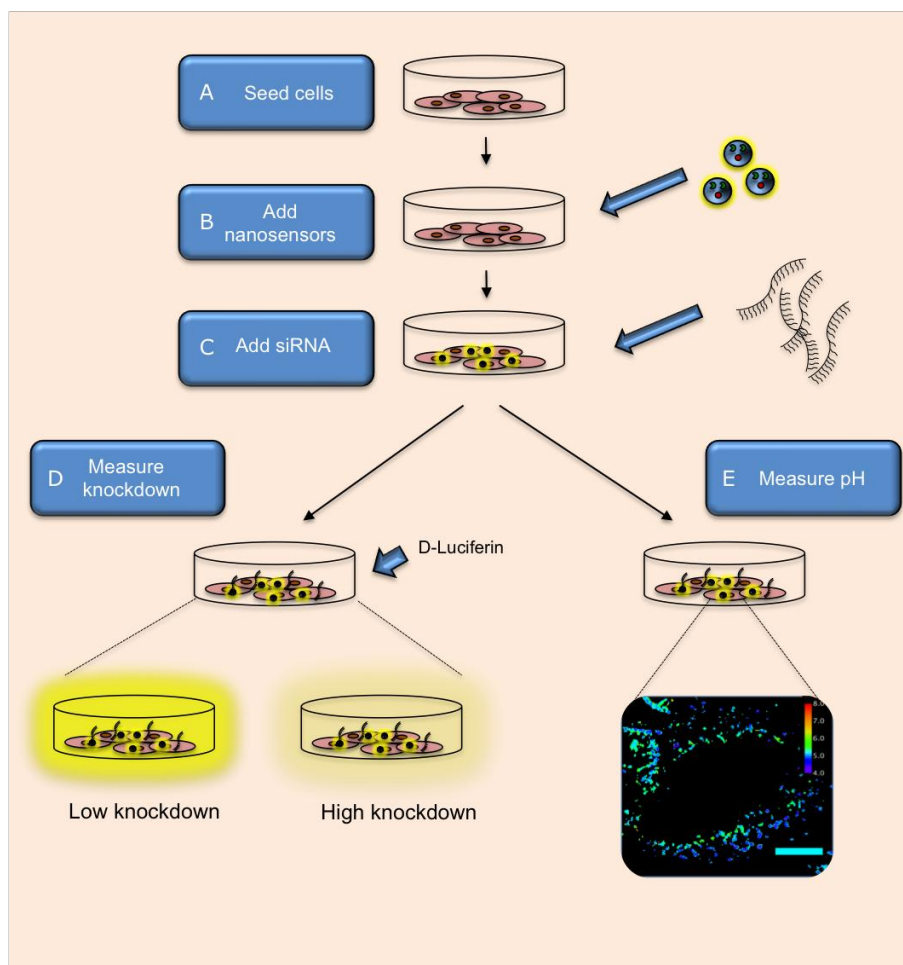 A Seed cells
B Add
nanosensors
C Add siRNA
D Measure
knockdown
E Measure pH
D-Luciferin
Low knockdown
High knockdown
8.0
7.0
6.0
5.0
4.0